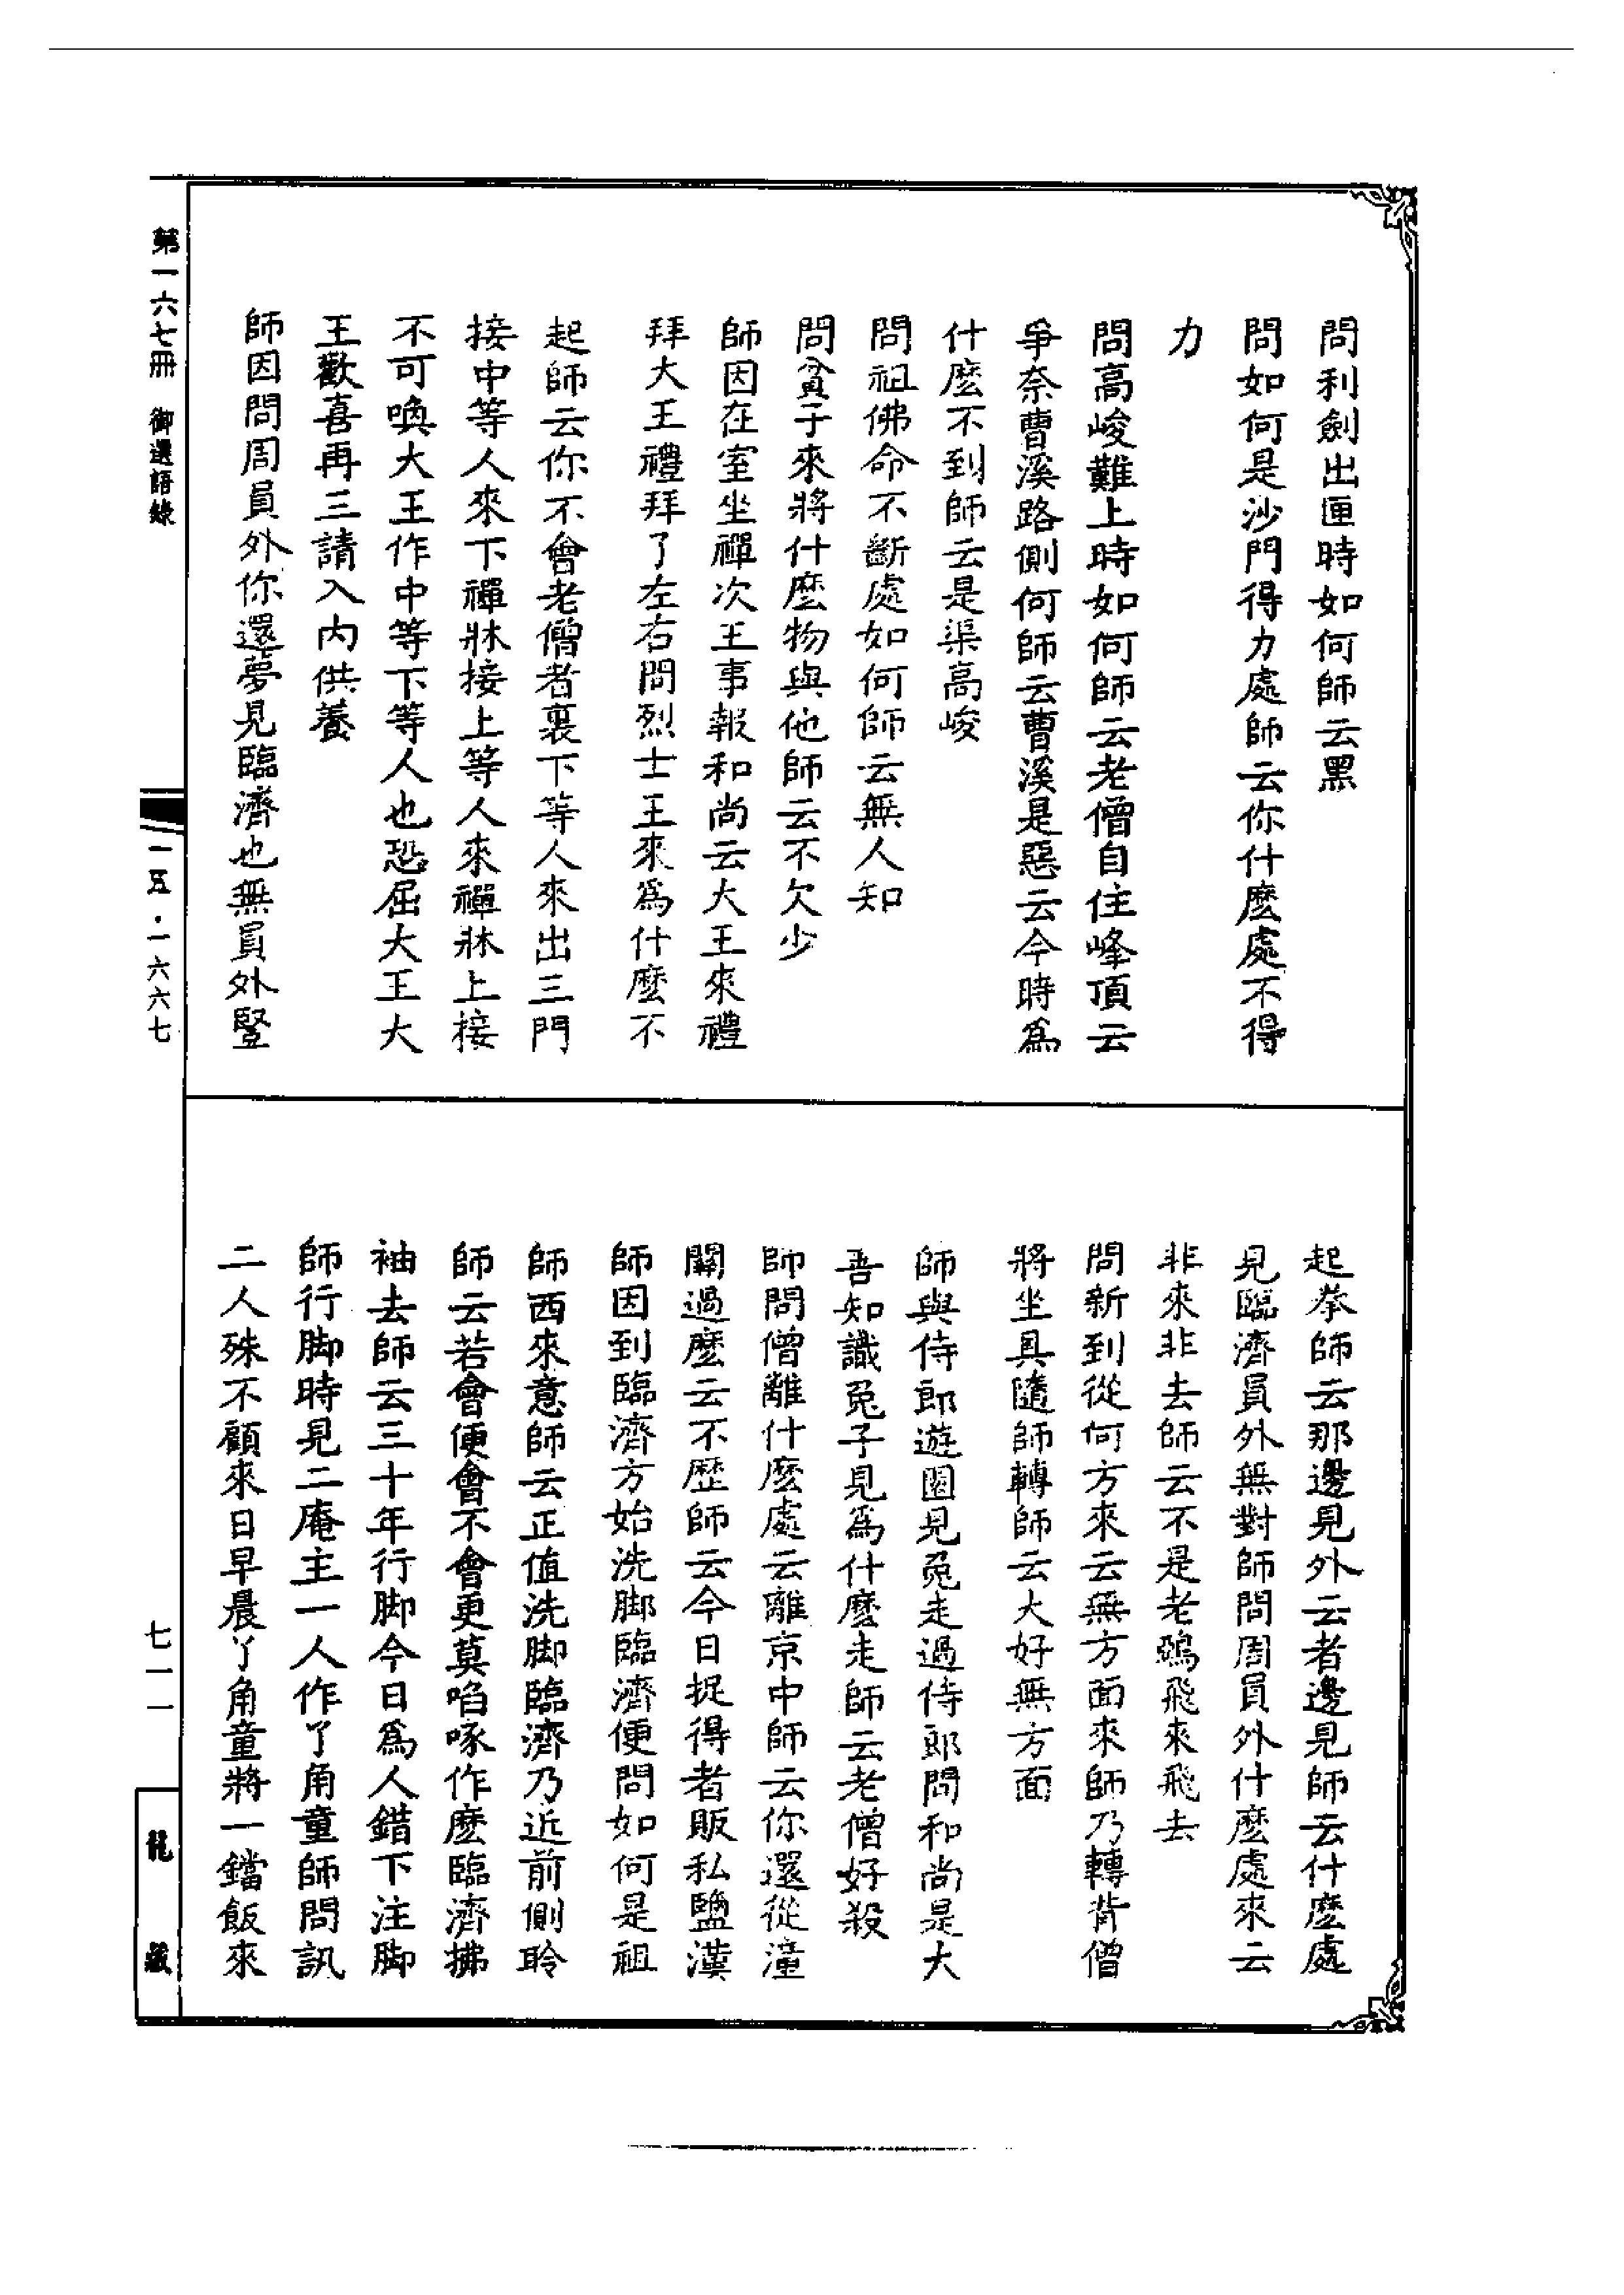 問利劍出匣時如何師云黑
問如何是沙門得力處師云你什麽處不得
力
問高峻難上時如何師云老僧自住峰頂云
爭奈曹溪路側何師云曹溪是惡云今時爲
什麽不到師云是渠高峻
問祖佛命不斷處如何師云無人知
問貧子來將什麽物與他師云不欠少
師因在室坐禪次王事報和尚云大王來禮
拜大王禮拜了左右問烈士王來爲什麽不
起師云你不會老僧者裏下等人來出三門
接中等人來下禪牀接上等人來禪牀上接
不可喚大王作中等下等人也恐屈大王大
王歡喜再三請入內供養
師因問周員外你還夢見臨濟也無員外豎
起拳師云那邊見外云者邊見師云什麽處
見臨濟員外無對師問周員外什麽處來云
非來非去師云不是老鵶飛來飛去
問新到從何方來云無方面來師乃轉背僧
將坐具隨師轉師云大好無方面
師與侍郎遊園見兔走過侍郎問和尚是大
善知識兔子見爲什麽走師云老僧好殺
師問僧離什麽處云離京中師云你還從潼
關過麽云不歷師云今日捉得者販私鹽漢
師因到臨濟方始洗脚臨濟便問如何是祖
師西來意師云正值洗脚臨濟乃近前側聆
師云若會便會不會更莫啗啄作麽臨濟拂
袖去師云三十年行脚今日爲人錯下注脚
師行脚時見二庵主一人作丫角童師問訊
二人殊不顧來日早晨丫角童將一鐺飯來
第一六七冊 御選語錄
一五·一六六七
七一一
龍藏